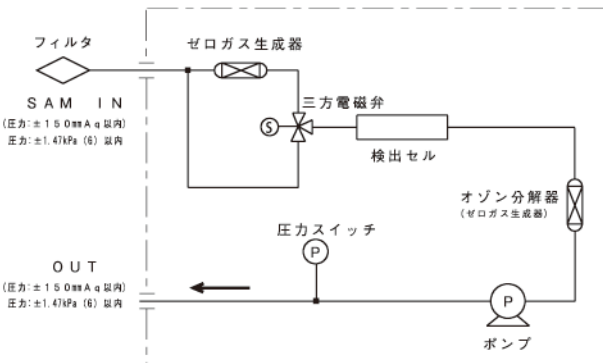 フィルタ
ゼロガス生成器
SAM IN
(圧力:±150mmAq以内)
圧力:±1.47kPa (G) 以内
三方電磁弁
S
検出セル
オゾン分解器
(ゼロガス生成器)
圧力スイッチ
P
OUT
(圧力:±150mmAq以内)
圧力:±1.47kPa (G) 以内
P
ポンプ